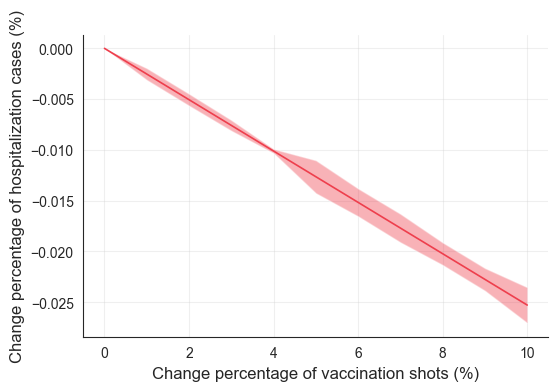 Change percentage of hospitalization cases (%)
0.000
−0.005
−0.010
−0.015
−0.020
−0.025
0 2 4 6 8 10
Change percentage of vaccination shots (%)